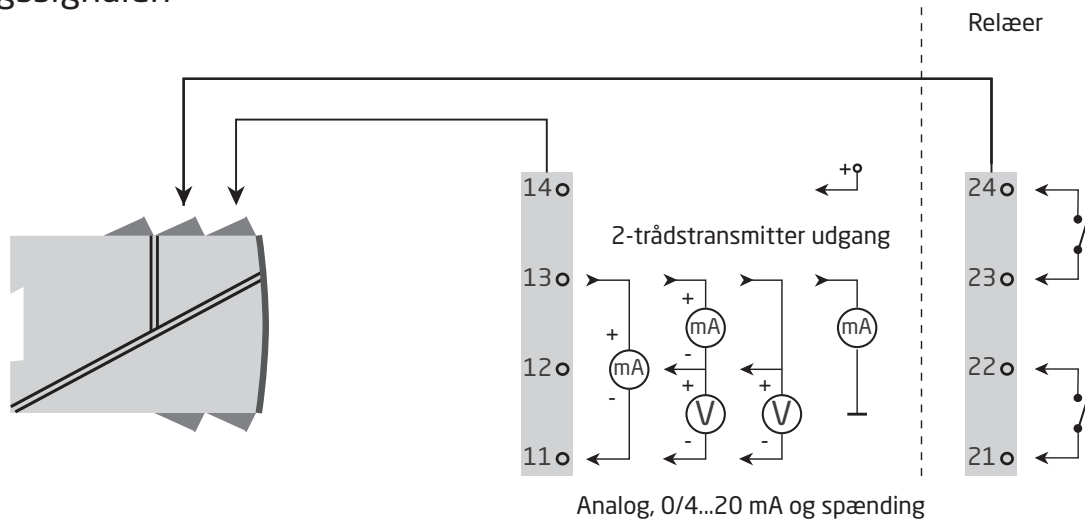 Relæer
14
+
24
2-trådstransmitter udgang
13
23
+
+
mA
mA
-
12
mA
22
-
+
+
V
V
-
-
11
21
Analog, 0/4...20 mA og spænding